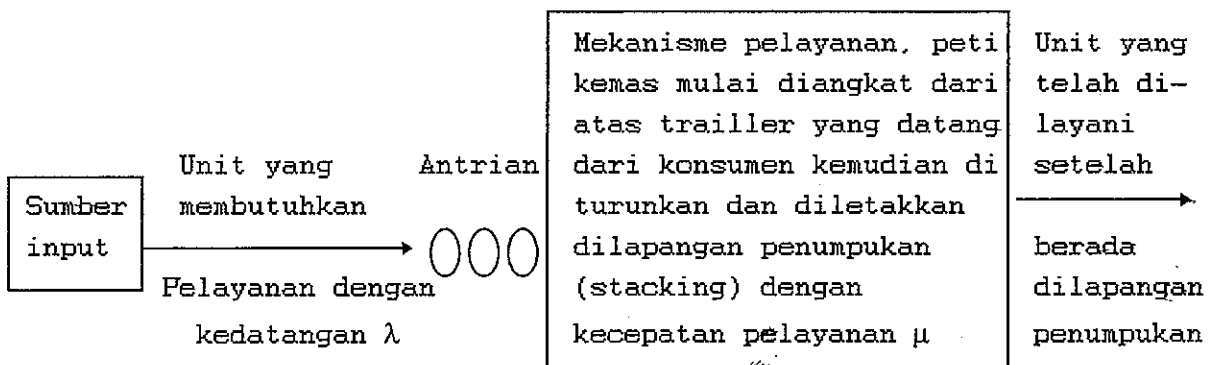 Sumber
input
Unit yang
membutuhkan
Pelayanan dengan
kedatangan λ
Antrian
Mekanisme pelayanan, peti
kemas mulai diangkat dari
atas trailler yang datang
dari konsumen kemudian di
turunkan dan diletakkan
dilapangan penumpukan
(stacking) dengan
kecepatan pelayanan μ
Unit yang
telah di-
layani
setelah
berada
dilapangan
penumpukan